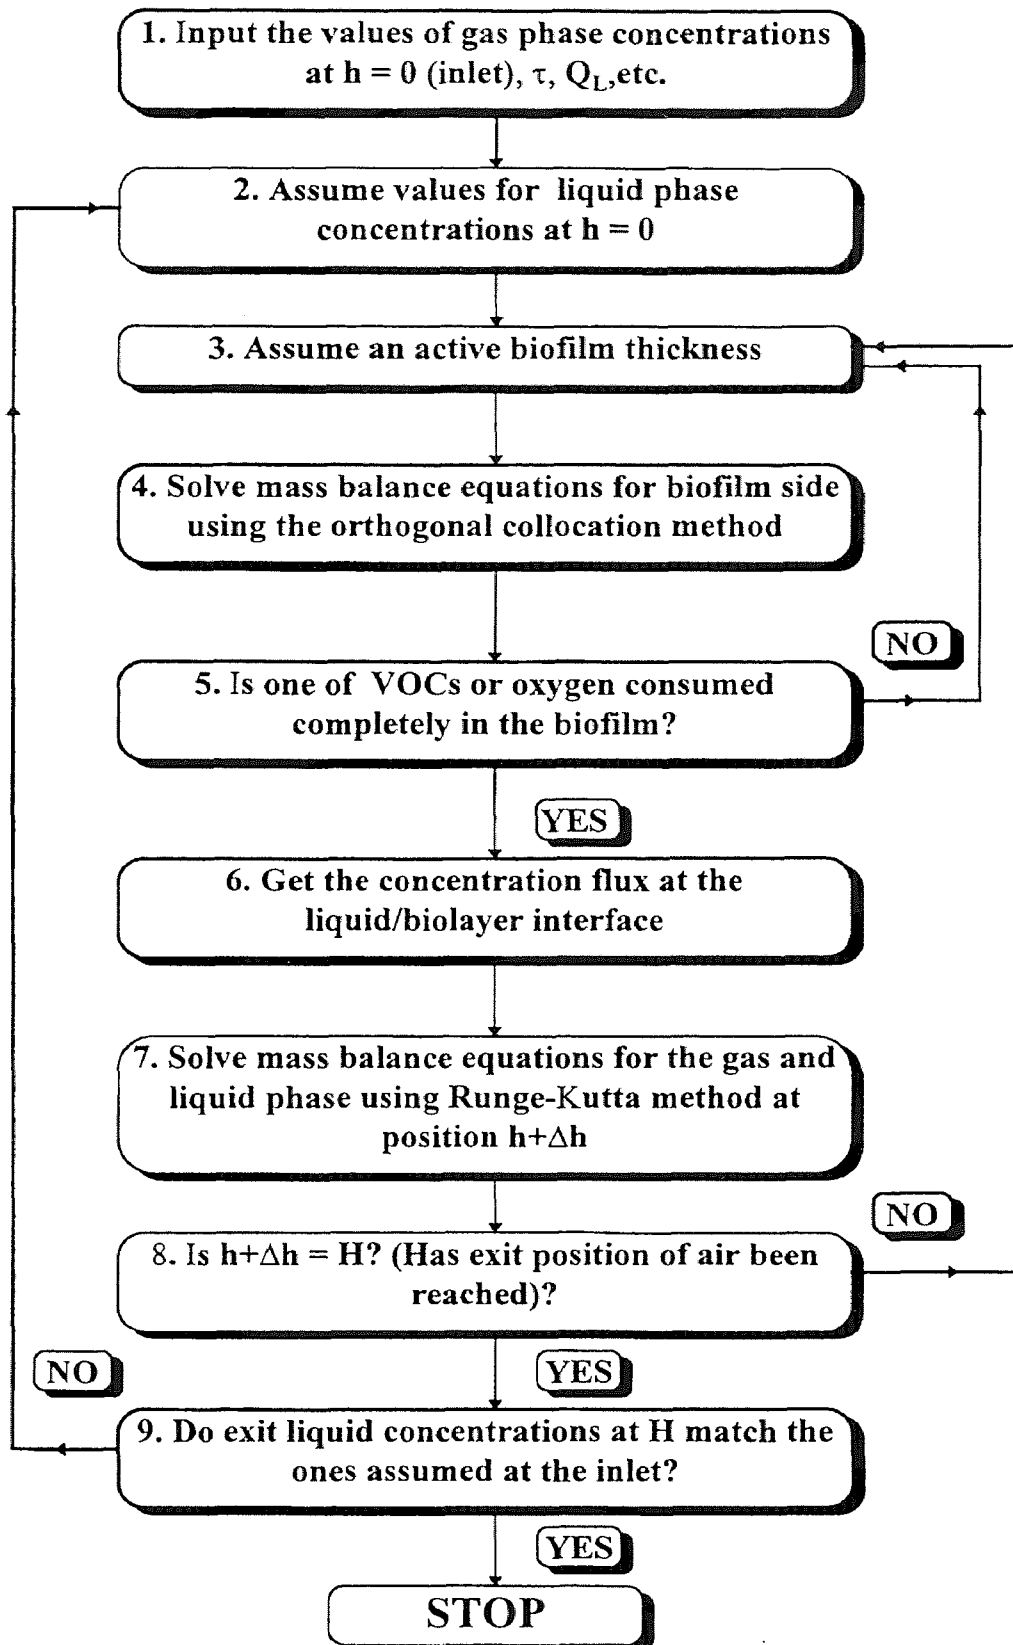 1. Input the values of gas phase concentrations
at h = 0 (inlet), τ, Q_L,etc.
2. Assume values for liquid phase
concentrations at h = 0
3. Assume an active biofilm thickness
4. Solve mass balance equations for biofilm side
using the orthogonal collocation method
NO
5. Is one of VOCs or oxygen consumed
completely in the biofilm?
YES
6. Get the concentration flux at the
liquid/biolayer interface
7. Solve mass balance equations for the gas and
liquid phase using Runge-Kutta method at
position h+Δh
NO
8. Is h+Δh = H? (Has exit position of air been
reached)?
NO
YES
9. Do exit liquid concentrations at H match the
ones assumed at the inlet?
YES
STOP